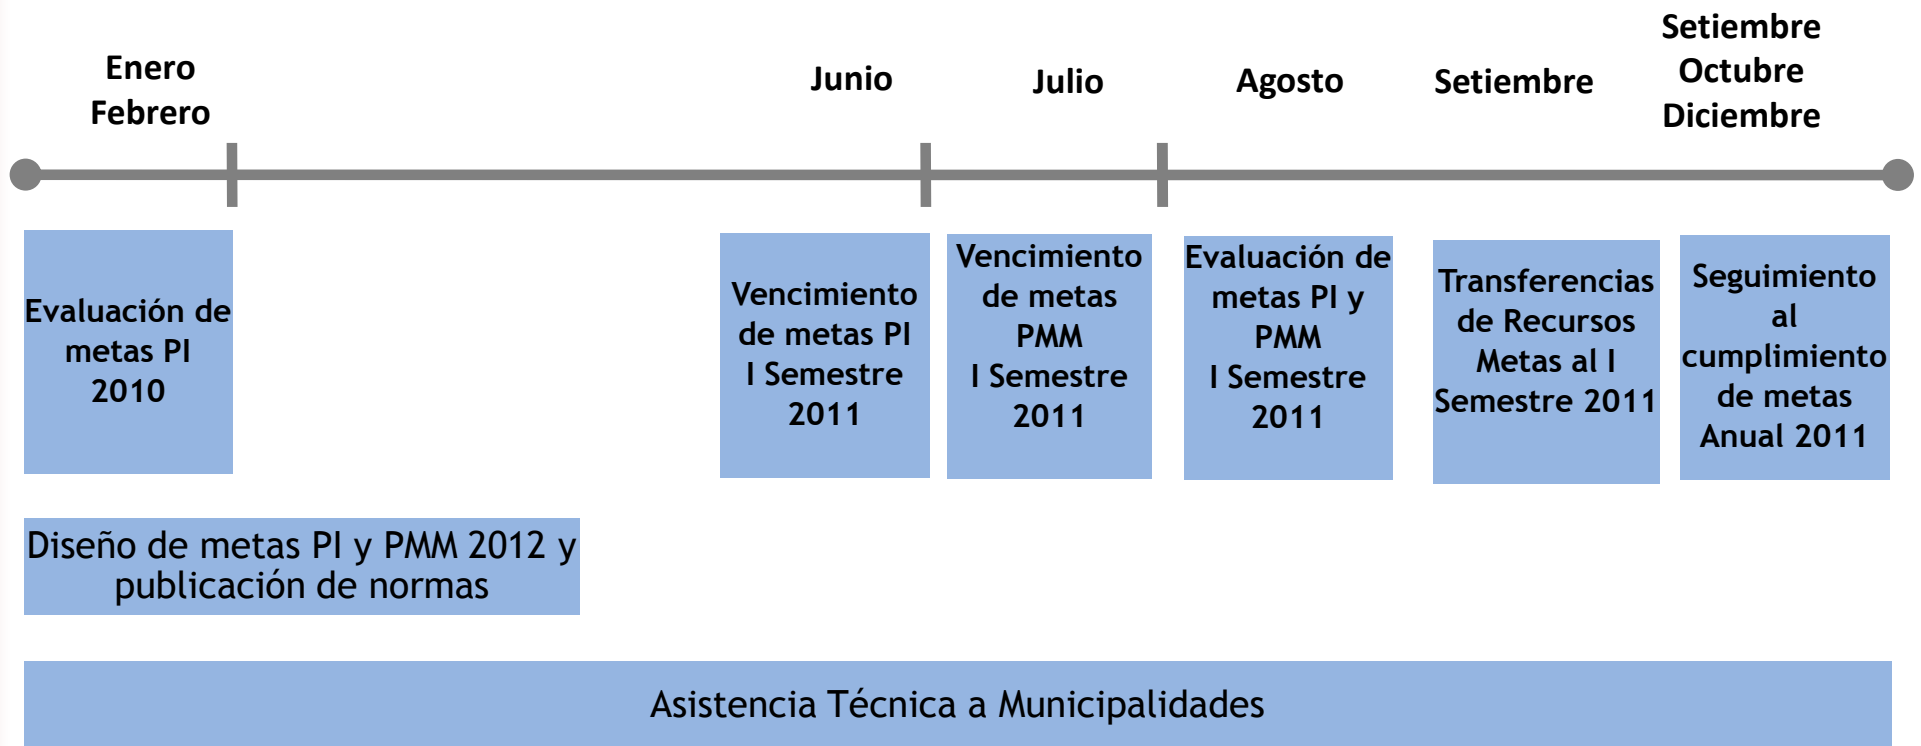 Enero
Febrero
Junio
Julio
Agosto
Setiembre
Setiembre
Octubre
Diciembre
Evaluación de
metas PI
2010
Vencimiento
de metas PI
I Semestre
2011
Vencimiento
de metas
PMM
I Semestre
2011
Evaluación de
metas PI y
PMM
I Semestre
2011
Transferencias
de Recursos
Metas al I
Semestre 2011
Seguimiento
al
cumplimiento
de metas
Anual 2011
Diseño de metas PI y PMM 2012 y
publicación de normas
Asistencia Técnica a Municipalidades